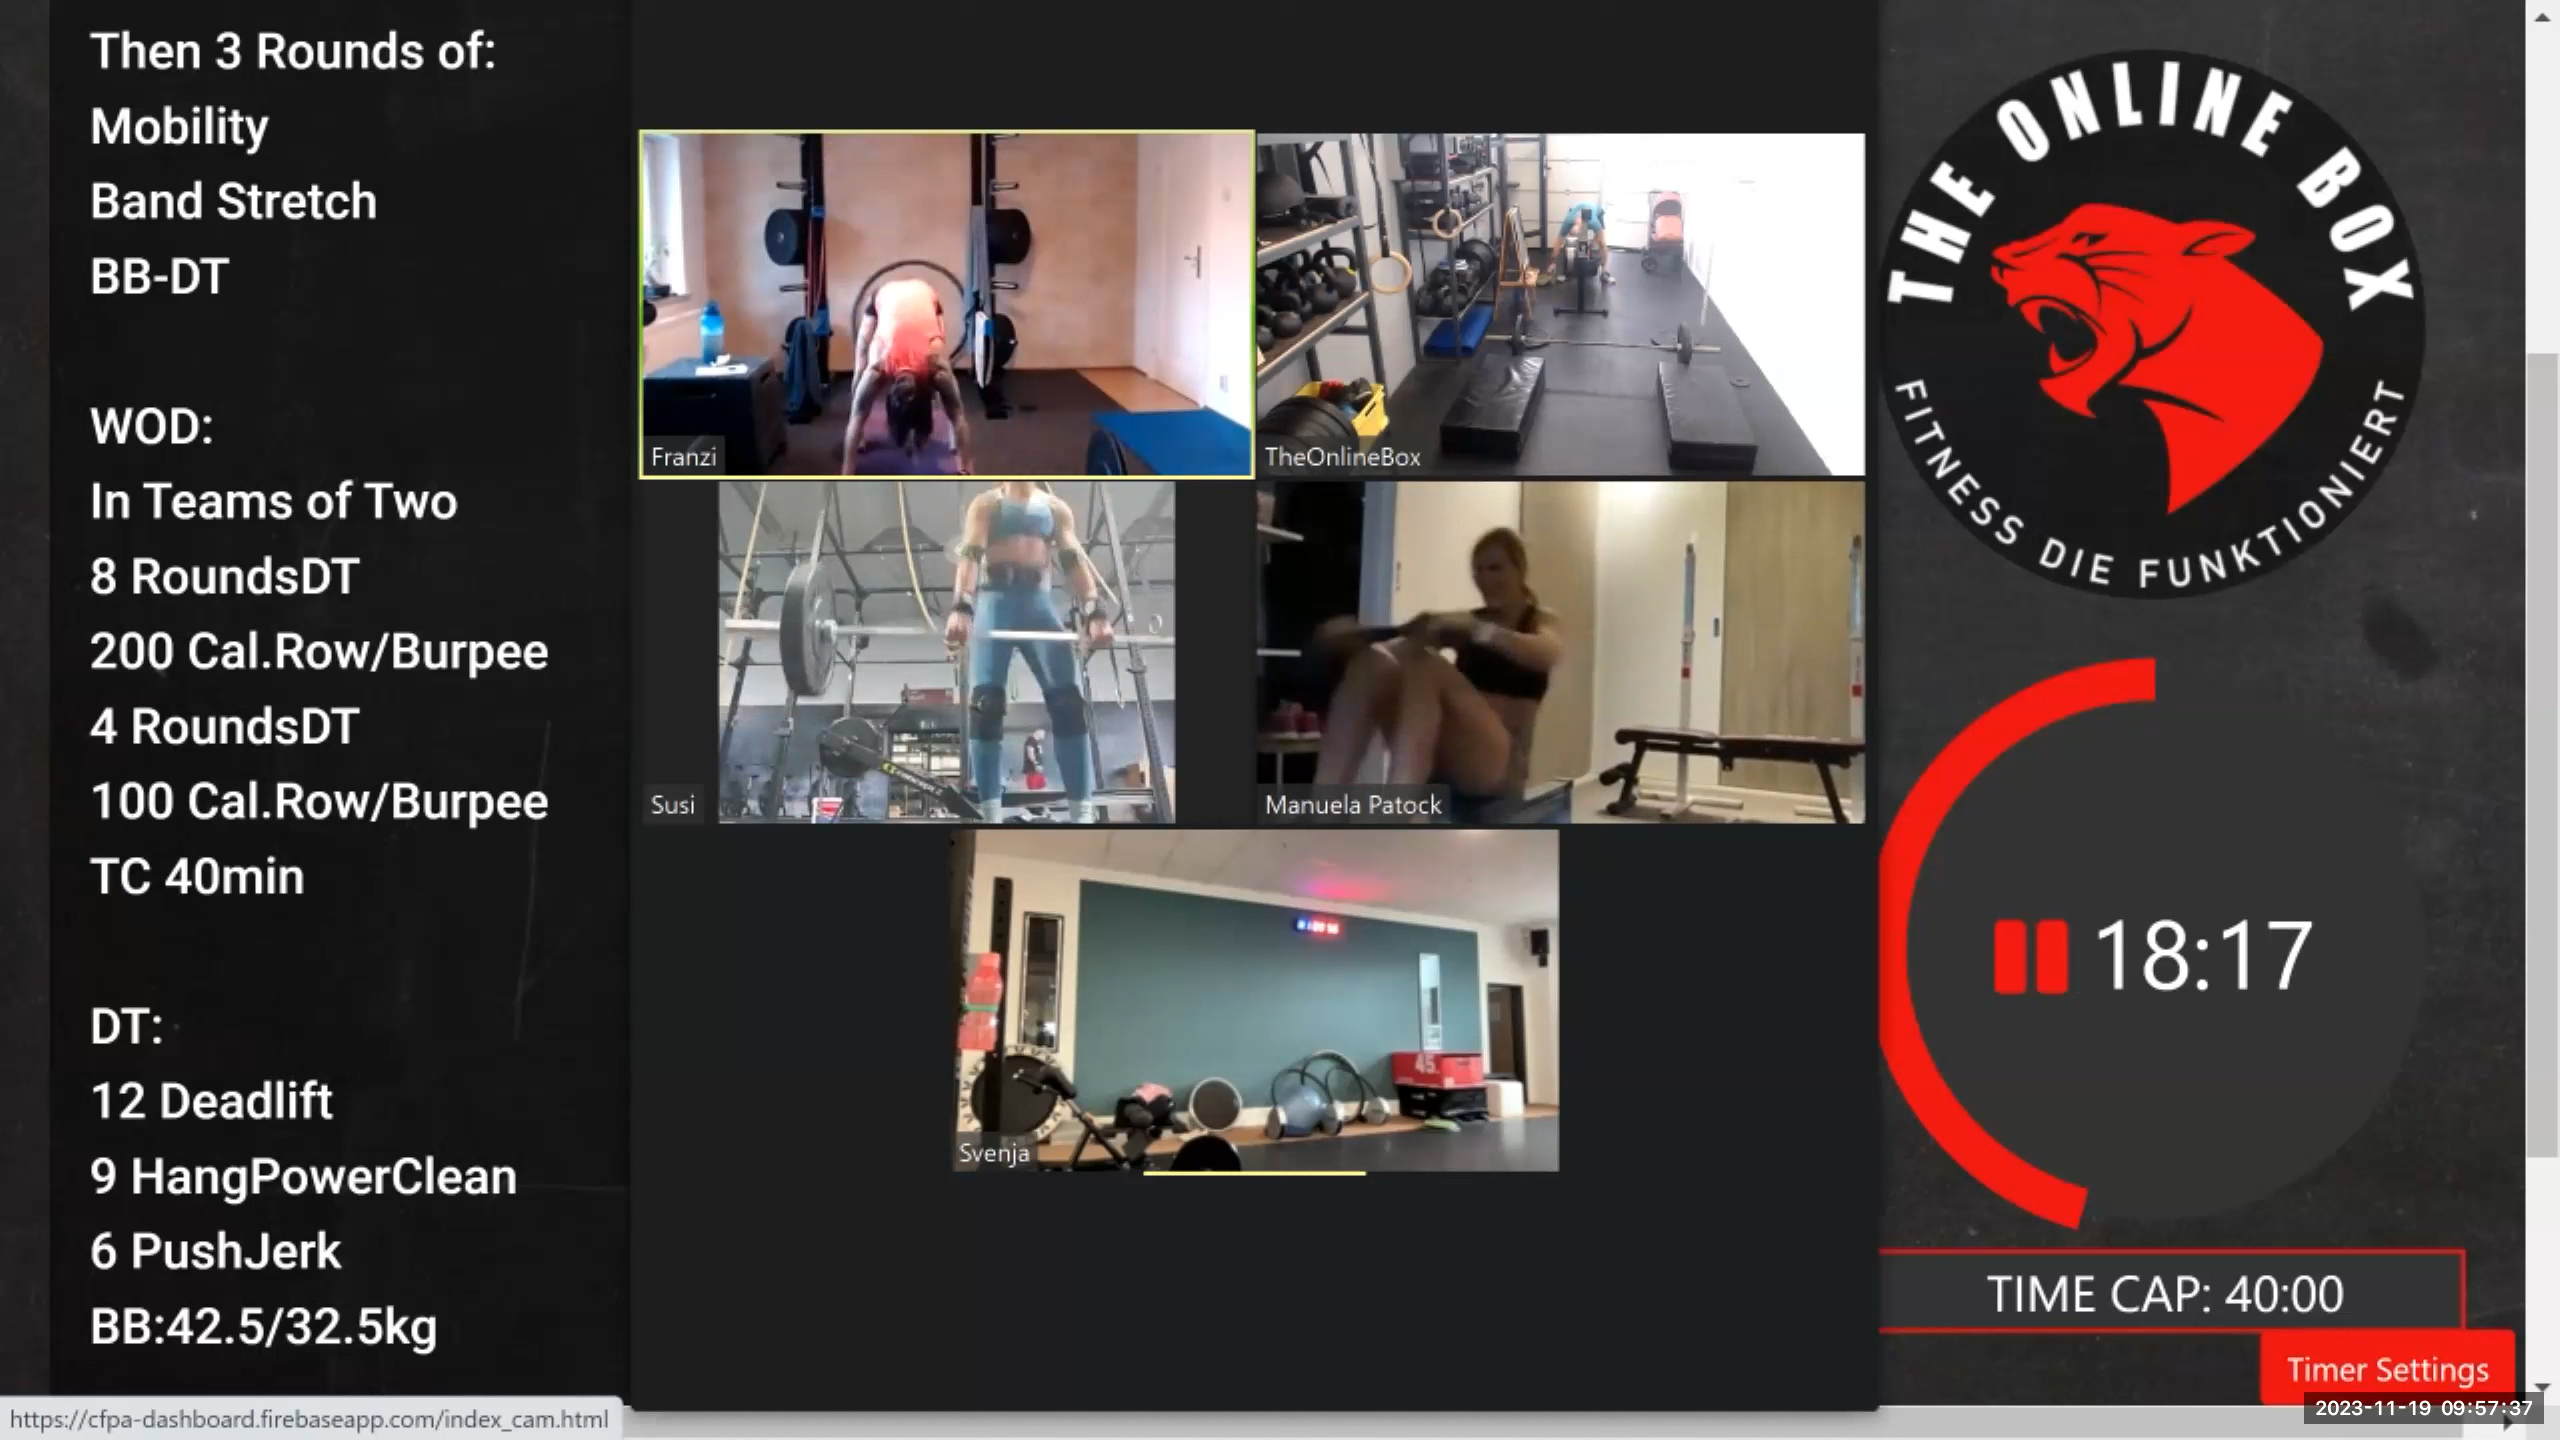 Then 3 Rounds of:
Mobility
Band Stretch
BB-DT
WOD:
In Teams of Two
8 RoundsDT
200 Cal.Row/Burpee
4 RoundsDT
100 Cal.Row/Burpee
TC 40min
DT:
12 Deadlift
9 HangPowerClean
6 PushJerk
BB:42.5/32.5kg
https://cfpa-dashboard.firebaseapp.com/index_cam.html
Franzi
TheOnlineBox
Susi
Manuela Patock
45
Svenja
THE ONLINE BOX
FITNESS DIE FUNKTIONIERT
18:17
TIME CAP: 40:00
Timer Settings
2023-11-19 09:57:37